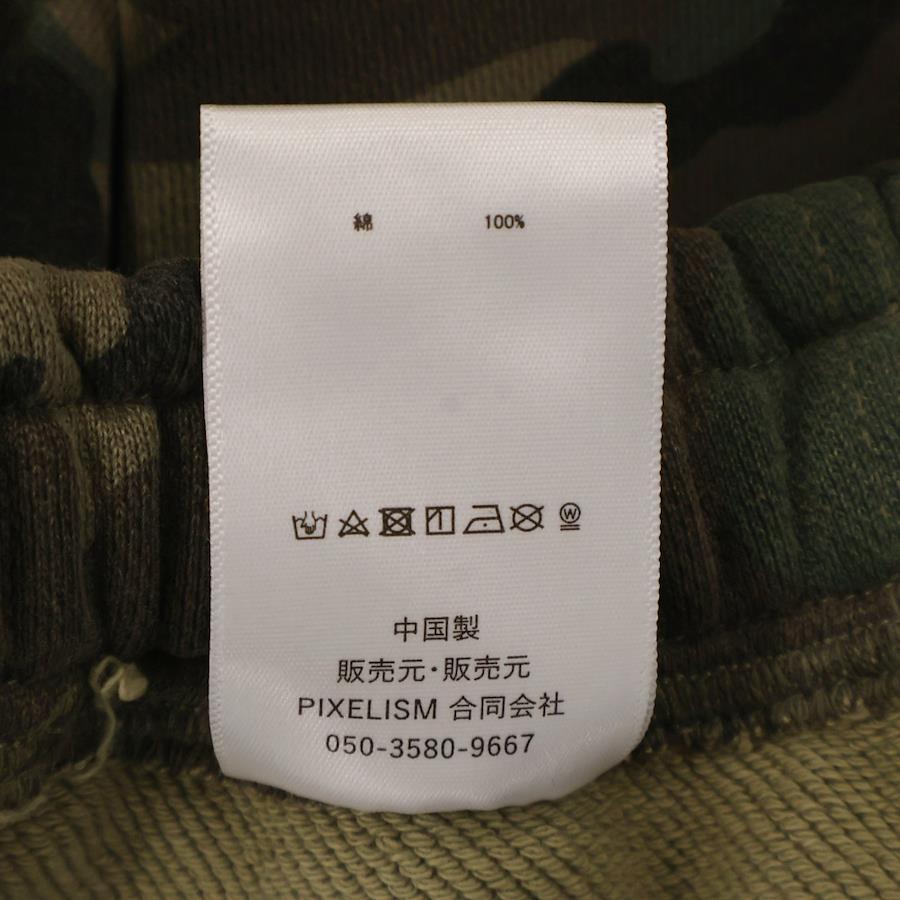 綿 100%
W
中国製
販売元・販売元
PIXELISM 合同会社
050-3580-9667